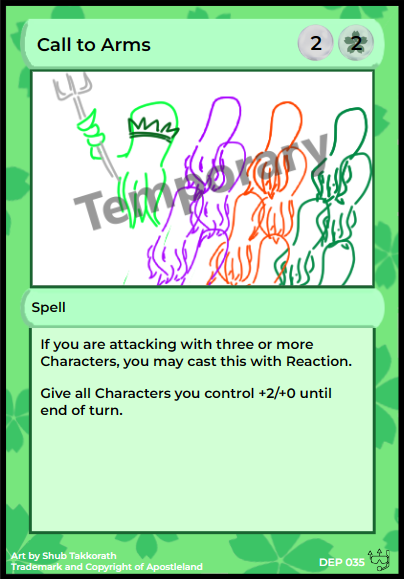 Call to Arms
2 2
Temporary
Spell
If you are attacking with three or more
Characters, you may cast this with Reaction.
Give all Characters you control +2/+0 until
end of turn.
Art by Shub Takkorath
Trademark and Copyright of Apostleland
DEP 035